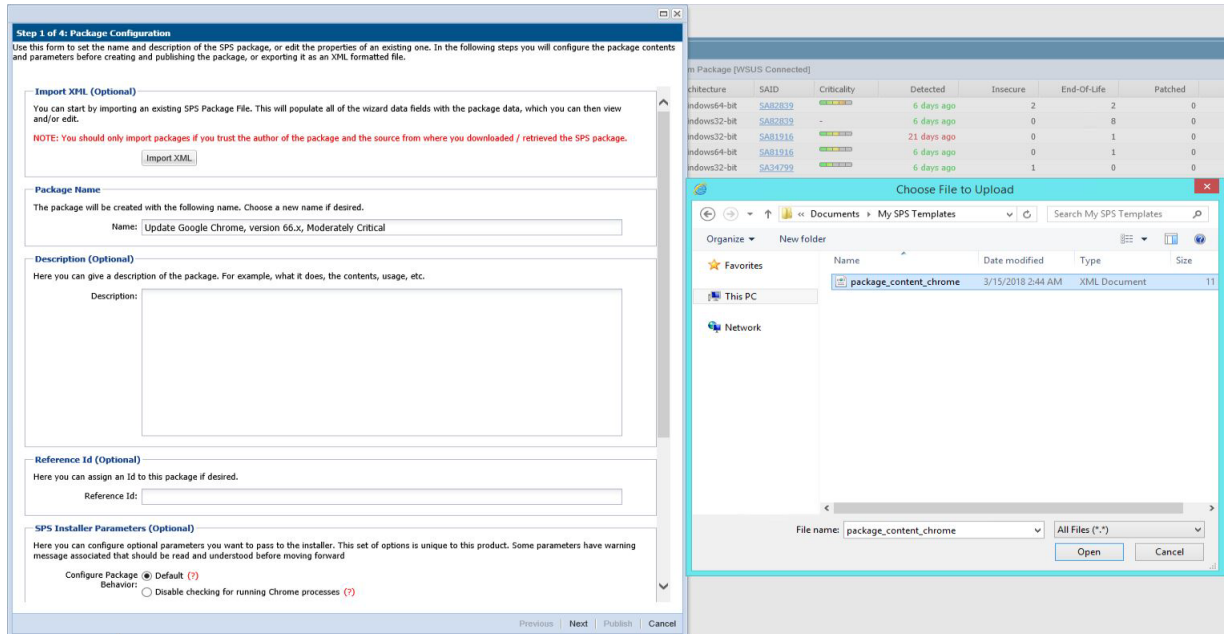 Step 1 of 4: Package Configuration
Use this form to set the name and description of the SPS package, or edit the properties of an existing one. In the following steps you will configure the package contents
and parameters before creating and publishing the package, or exporting it as an XML formatted file.
Import XML (Optional)
You can start by importing an existing SPS Package File. This will populate all of the wizard data fields with the package data, which you can then view
and/or edit.
NOTE: You should only import packages if you trust the author of the package and the source from where you downloaded / retrieved the SPS package.
Import XML
Package Name
The package will be created with the following name. Choose a new name if desired.
Name: Update Google Chrome, version 66.x, Moderately Critical
Description (Optional)
Here you can give a description of the package. For example, what it does, the contents, usage, etc.
Description:
Reference Id (Optional)
Here you can assign an Id to this package if desired.
Reference Id:
SPS Installer Parameters (Optional)
Here you can configure optional parameters you want to pass to the installer. This set of options is unique to this product. Some parameters have warning
message associated that should be read and understood before moving forward
Configure Package Behavior:
Default (?)
Disable checking for running Chrome processes (?)
Previous | Next | Publish | Cancel
m Package [WSUS Connected]
chitecture SAID Criticality Detected Insecure End-Of-Life Patched
indows64-bit SA82839 6 days ago 2 2 0
indows32-bit SA82839 - 6 days ago 0 8 0
indows32-bit SA81916 21 days ago 0 1 0
indows64-bit SA81916 6 days ago 0 1 0
indows32-bit SA34799 6 days ago 1 0 0
Choose File to Upload
« Documents My SPS Templates Search My SPS Templates
Organize New folder
Favorites
This PC
Network
Name Date modified Type Size
package_content_chrome 3/15/2018 2:44 AM XML Document 11
File name: package_content_chrome All Files (*.*)
Open Cancel